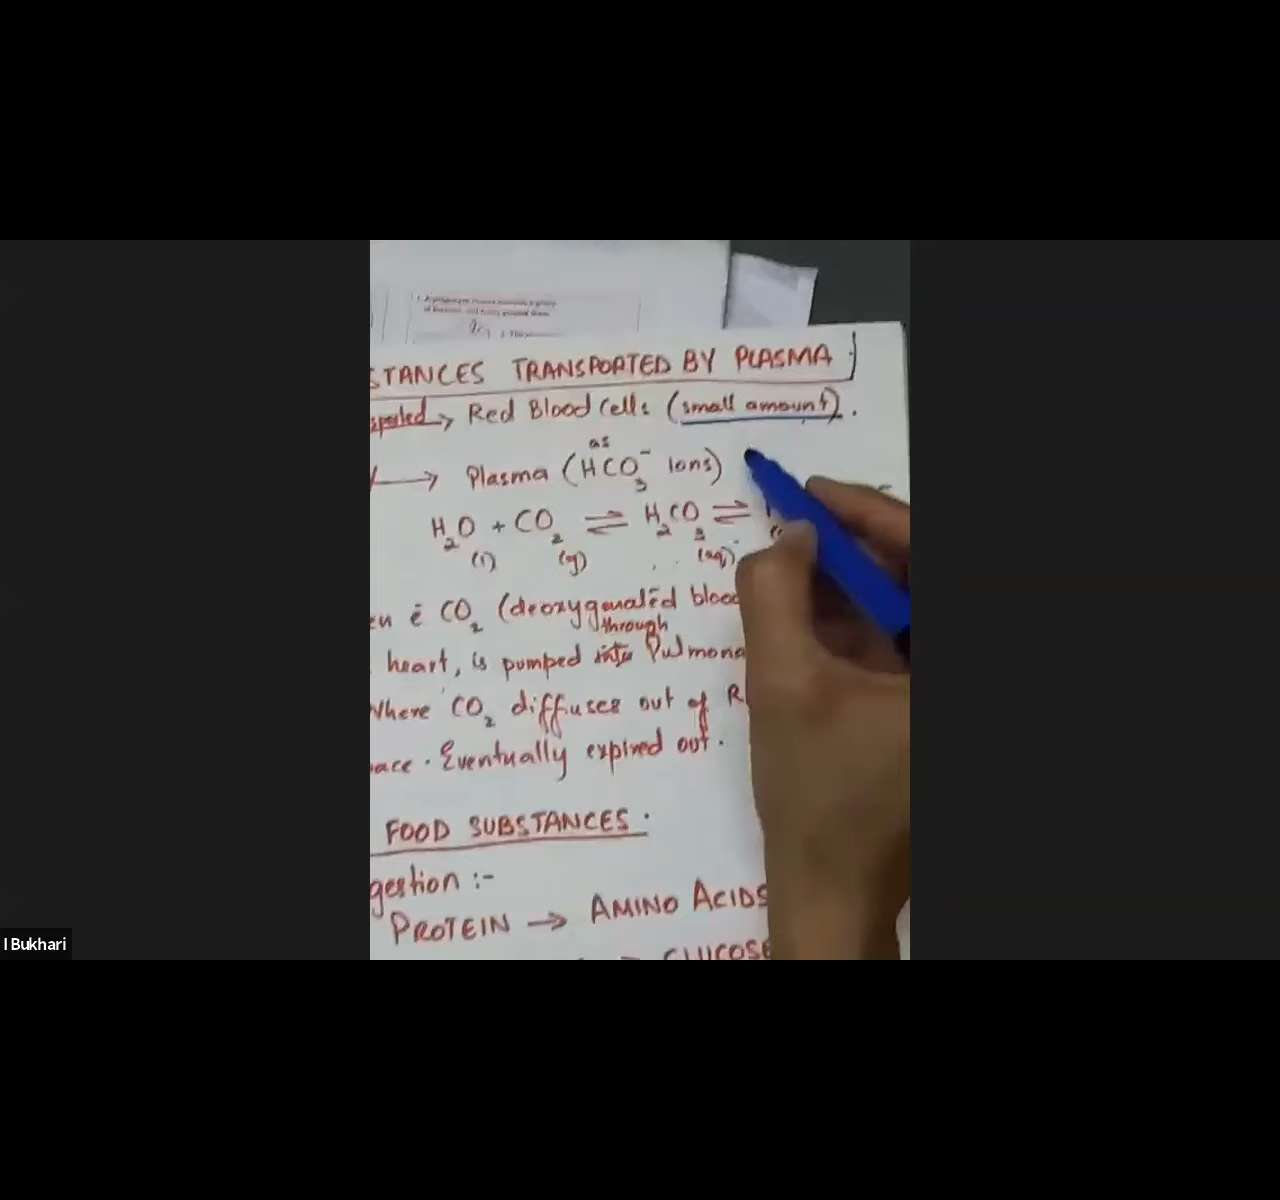 STANCES TRANSPORTED BY PLASMA
Red Blood Cells (small amount).
as
Plasma (HCO₃⁻ ions)
H₂O + CO₂ ⇌ H₂CO₃ ⇌
(l) (g) (aq)
en c̄ CO₂ (deoxygenated blood
through
heart, is pumped into Pulmona
Where CO₂ diffuses out of R
Eventually expired out.
FOOD SUBSTANCES.
gestion :-
PROTEIN → AMINO ACIDS
GLUCOSE
I Bukhari